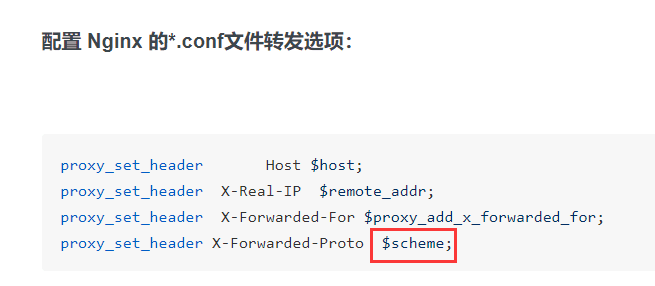 配置 Nginx 的*.conf文件转发选项：
proxy_set_header Host $host;
proxy_set_header X-Real-IP $remote_addr;
proxy_set_header X-Forwarded-For $proxy_add_x_forwarded_for;
proxy_set_header X-Forwarded-Proto $scheme;